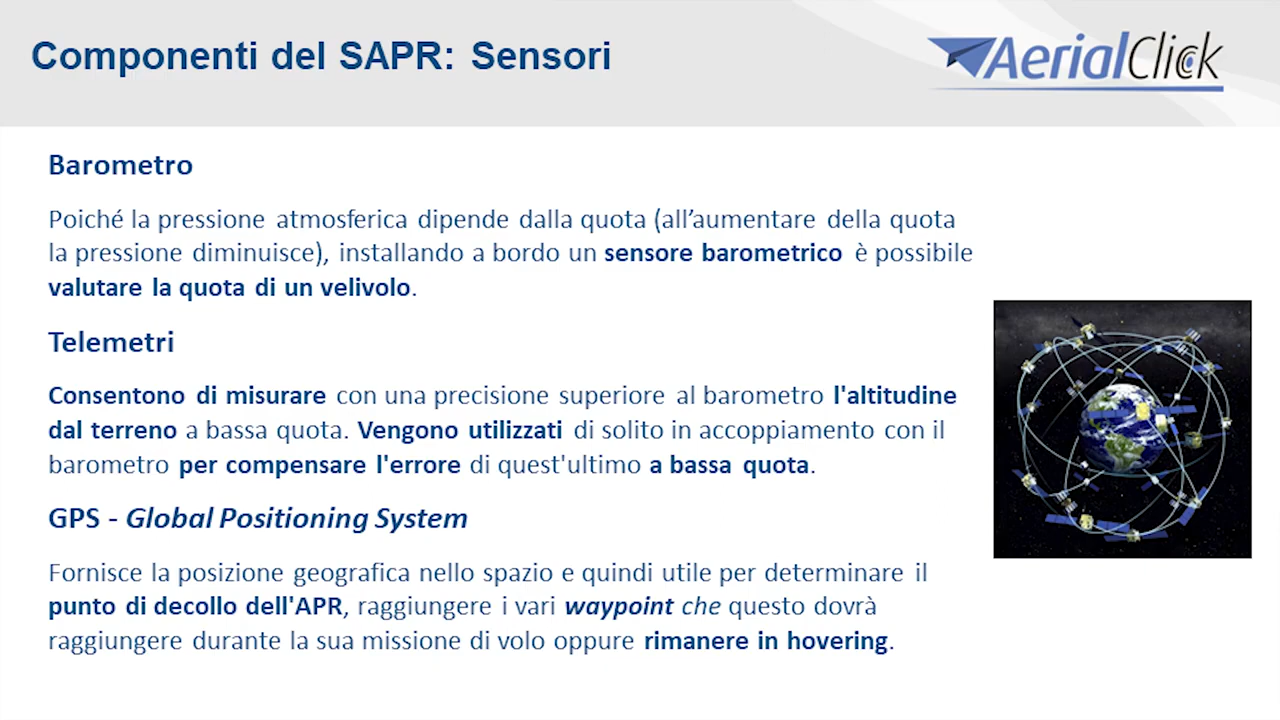 Componenti del SAPR: Sensori
AerialClick
Barometro
Poiché la pressione atmosferica dipende dalla quota (all’aumentare della quota
la pressione diminuisce), installando a bordo un sensore barometrico è possibile
valutare la quota di un velivolo.
Telemetri
Consentono di misurare con una precisione superiore al barometro l'altitudine
dal terreno a bassa quota. Vengono utilizzati di solito in accoppiamento con il
barometro per compensare l'errore di quest'ultimo a bassa quota.
GPS - Global Positioning System
Fornisce la posizione geografica nello spazio e quindi utile per determinare il
punto di decollo dell'APR, raggiungere i vari waypoint che questo dovrà
raggiungere durante la sua missione di volo oppure rimanere in hovering.